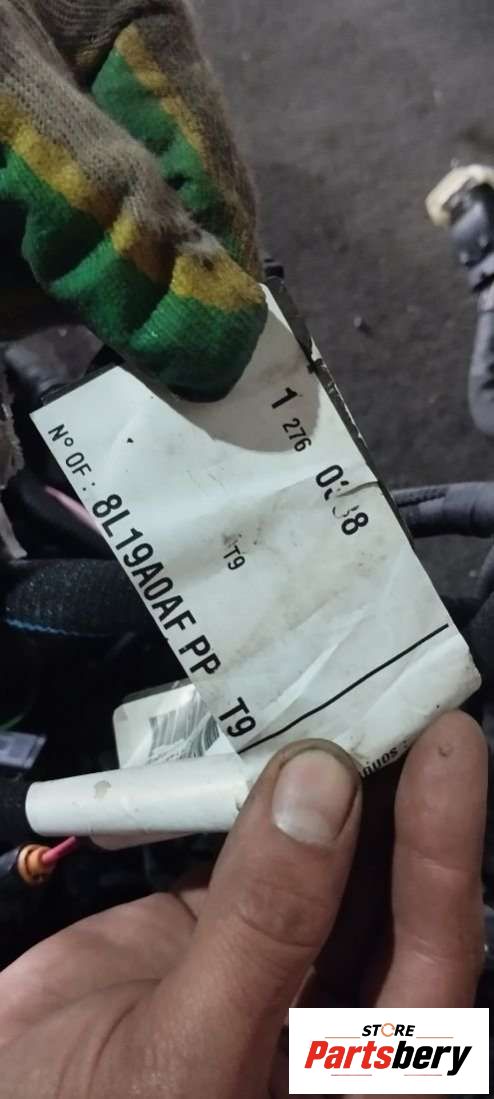 1 276
N° OF: 8L19A0AF PP T9
T9
STORE
Partsbery